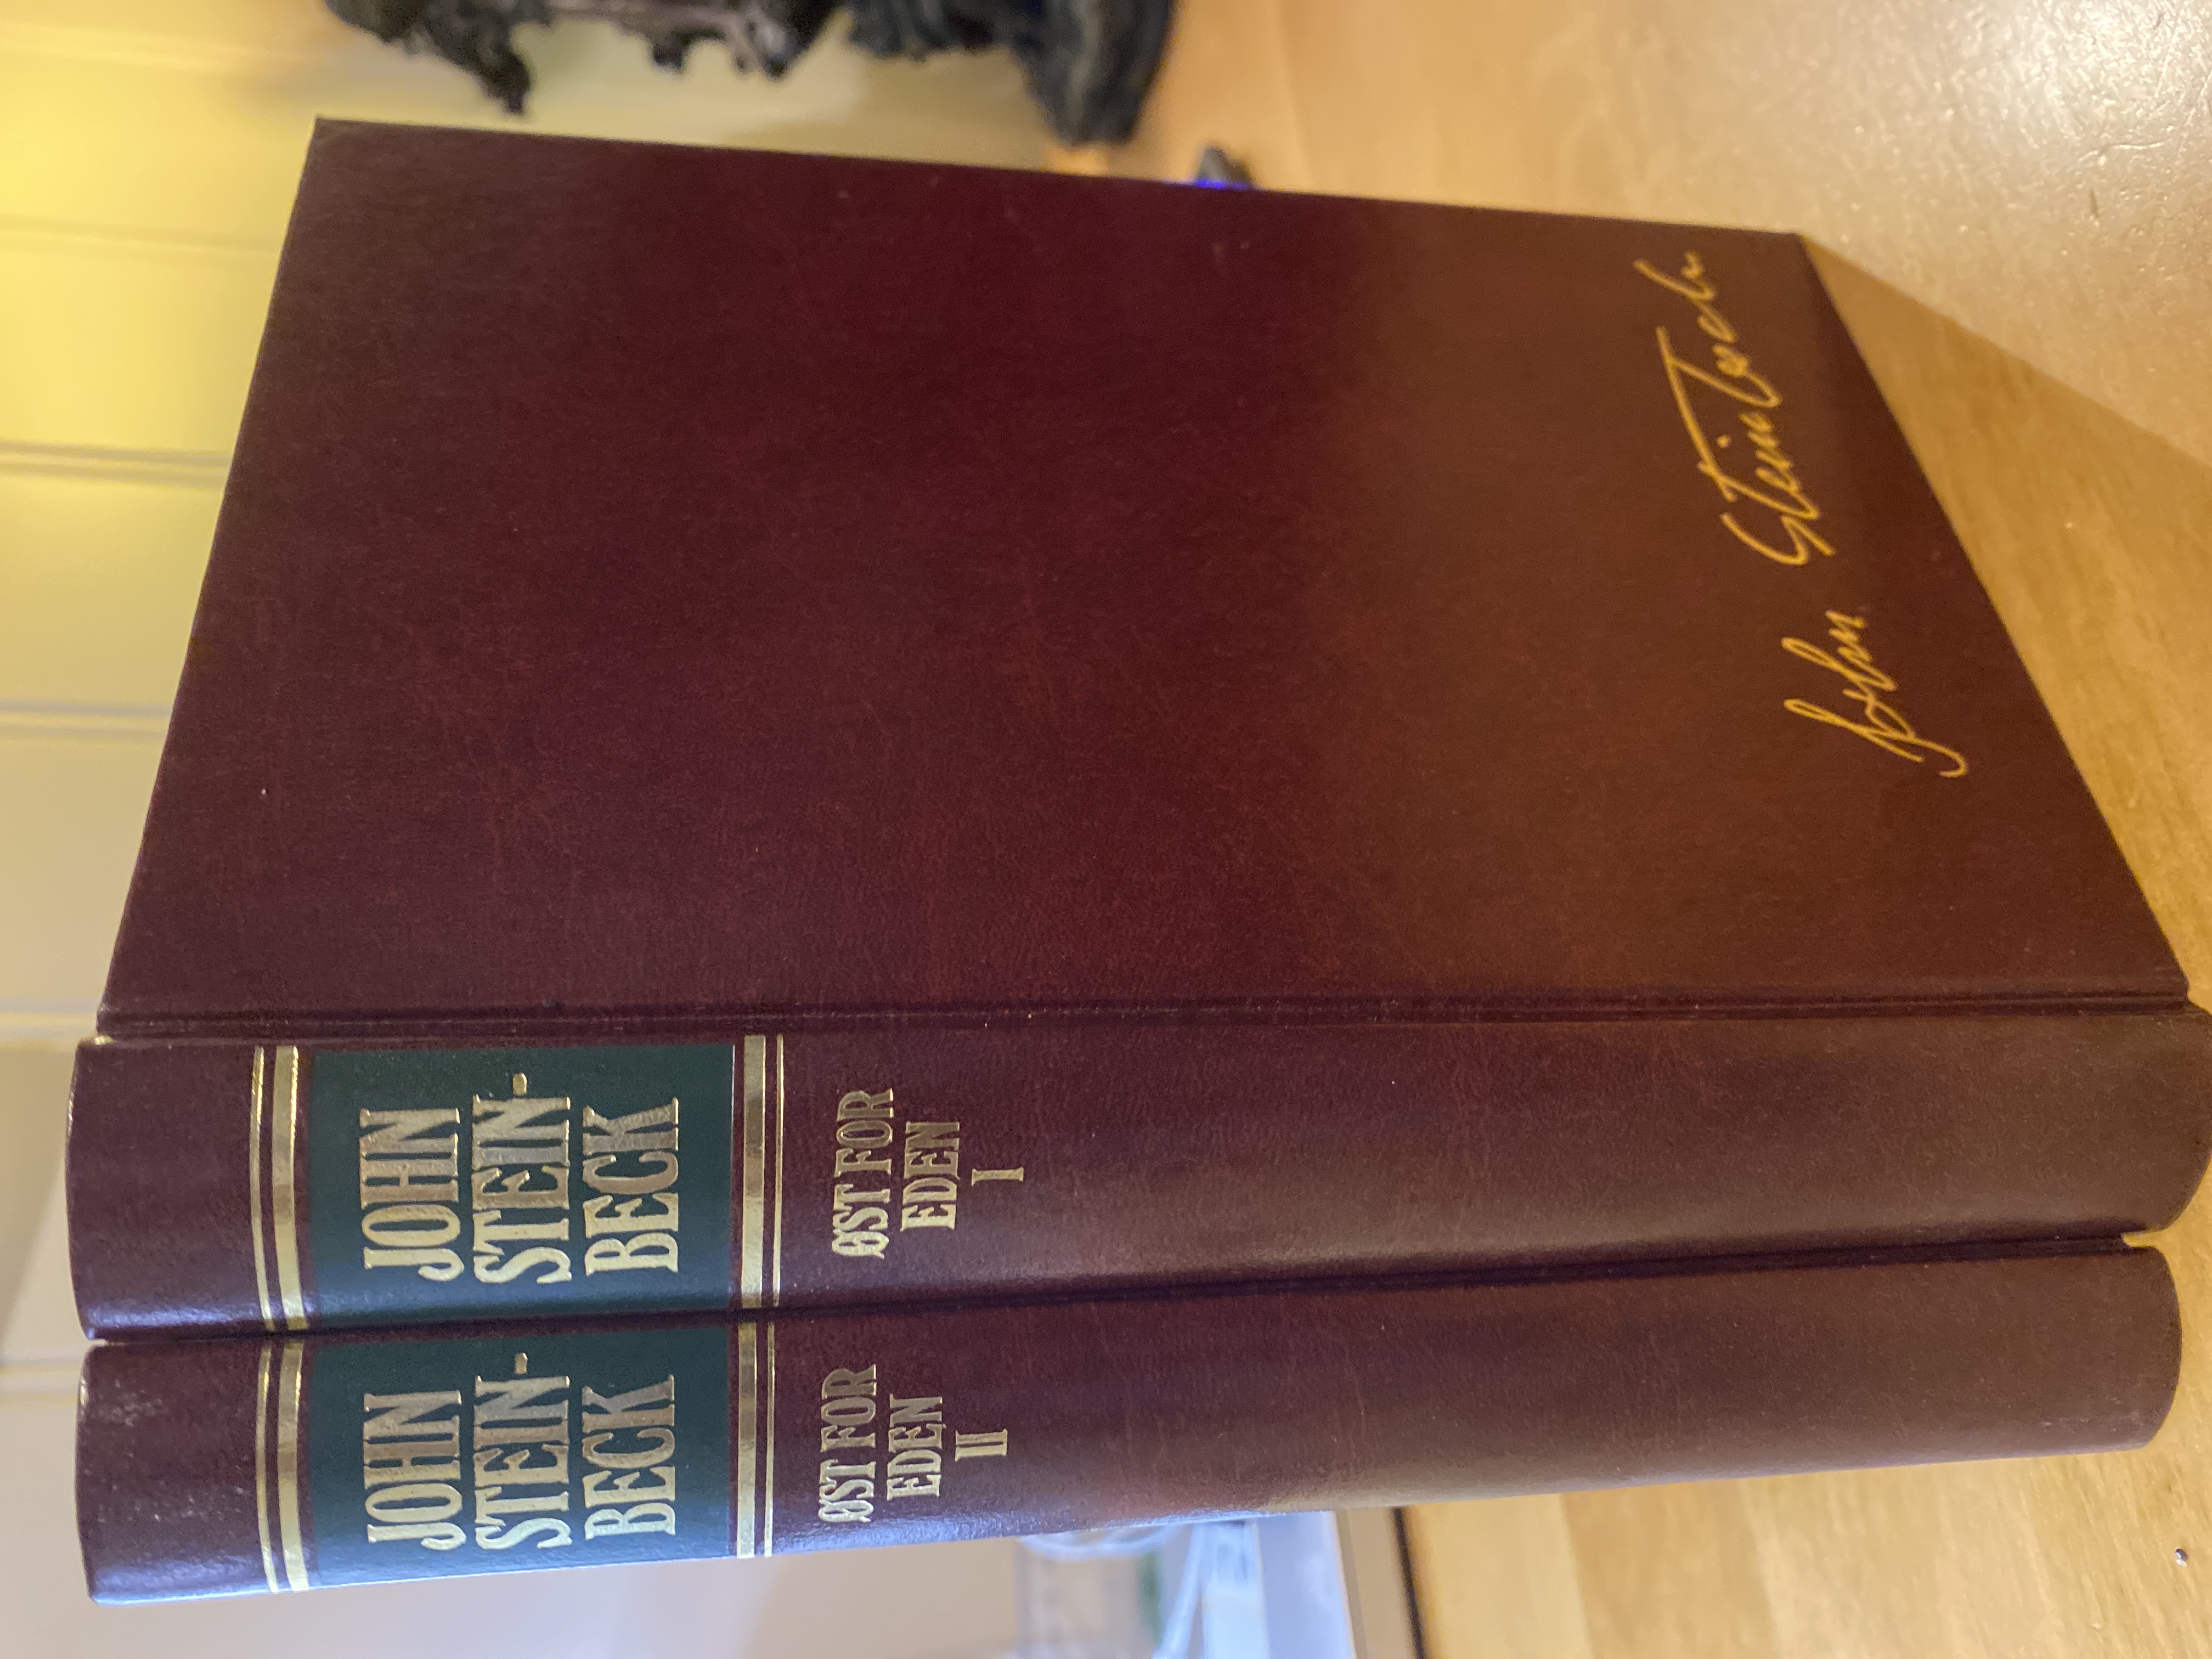 JOHN
STEIN-
BECK
ØST FOR
EDEN
I
JOHN
STEIN-
BECK
ØST FOR
EDEN
II
John Steinbeck